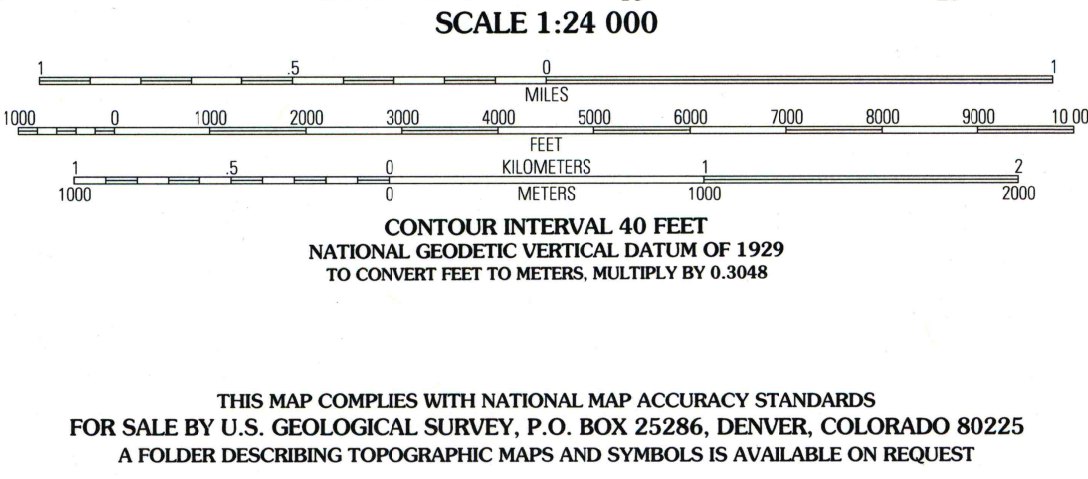 SCALE 1:24 000
1 .5 0 1
MILES
1000 0 1000 2000 3000 4000 5000 6000 7000 8000 9000 10 00
FEET
1 .5 0 KILOMETERS 1 2
1000 0 METERS 1000 2000
CONTOUR INTERVAL 40 FEET
NATIONAL GEODETIC VERTICAL DATUM OF 1929
TO CONVERT FEET TO METERS, MULTIPLY BY 0.3048
THIS MAP COMPLIES WITH NATIONAL MAP ACCURACY STANDARDS
FOR SALE BY U.S. GEOLOGICAL SURVEY, P.O. BOX 25286, DENVER, COLORADO 80225
A FOLDER DESCRIBING TOPOGRAPHIC MAPS AND SYMBOLS IS AVAILABLE ON REQUEST